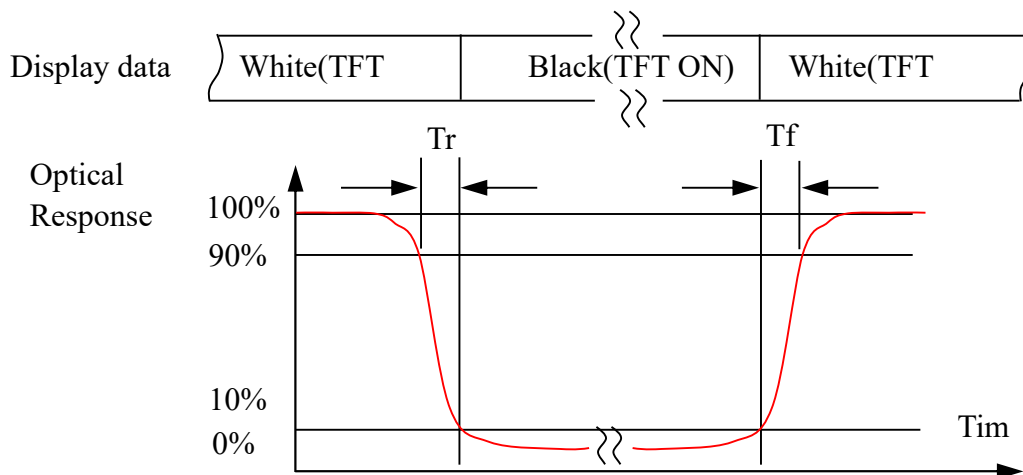 Display data
White(TFT
Black(TFT ON)
White(TFT
Tr
Tf
Optical
Response
100%
90%
10%
0%
Tim